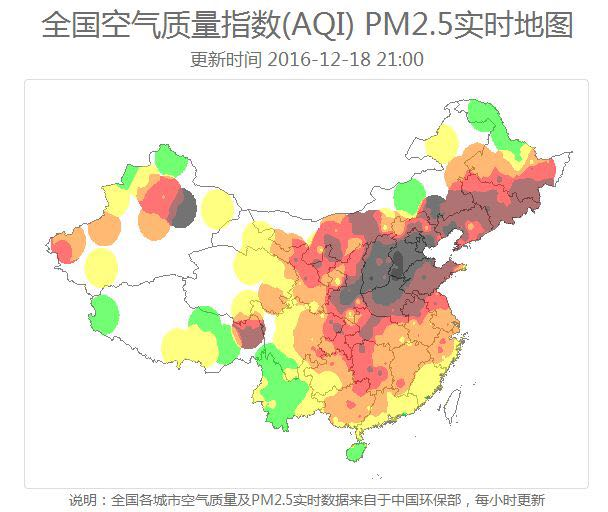 全国空气质量指数(AQI) PM2.5实时地图
更新时间 2016-12-18 21:00
说明：全国各城市空气质量及PM2.5实时数据来自于中国环保部，每小时更新